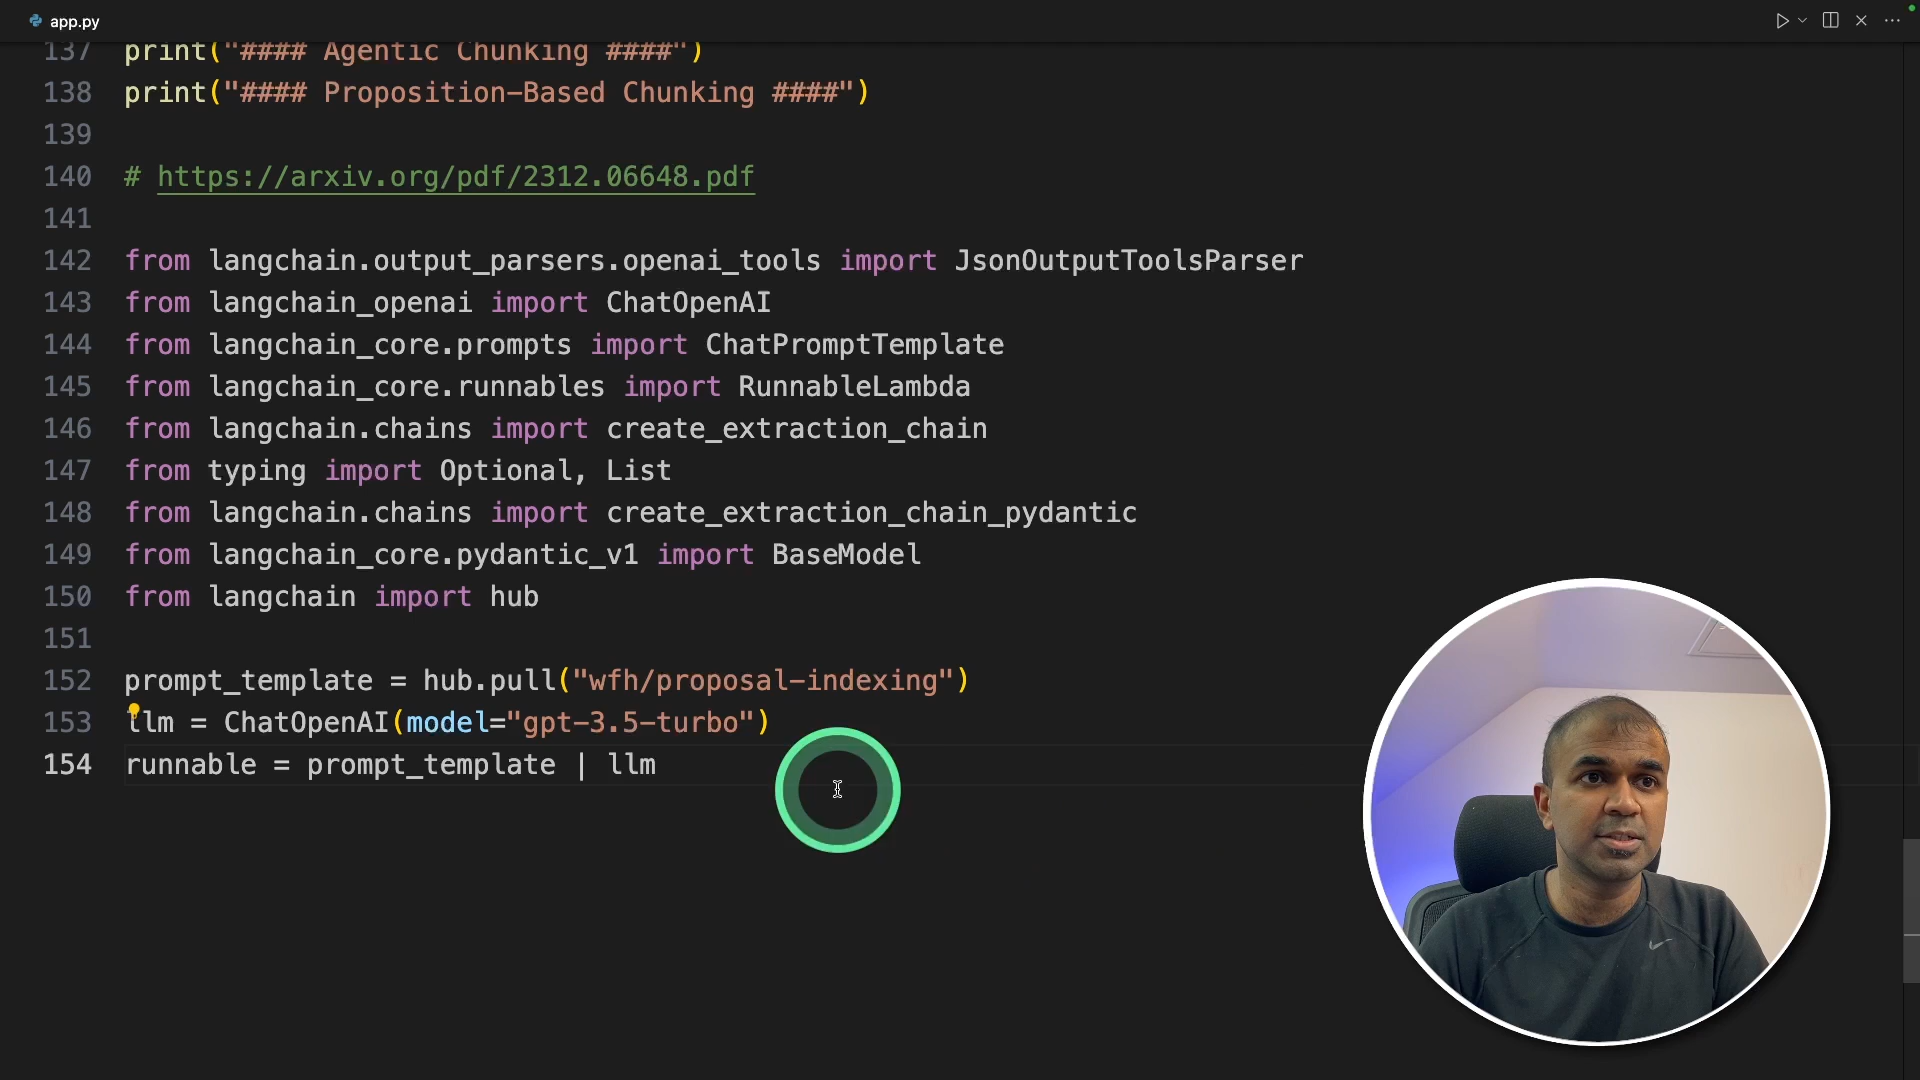 app.py
137 print("#### Agentic Chunking ####")
138 print("#### Proposition-Based Chunking ####")
139
140 # https://arxiv.org/pdf/2312.06648.pdf
141
142 from langchain.output_parsers.openai_tools import JsonOutputToolsParser
143 from langchain_openai import ChatOpenAI
144 from langchain_core.prompts import ChatPromptTemplate
145 from langchain_core.runnables import RunnableLambda
146 from langchain.chains import create_extraction_chain
147 from typing import Optional, List
148 from langchain.chains import create_extraction_chain_pydantic
149 from langchain_core.pydantic_v1 import BaseModel
150 from langchain import hub
151
152 prompt_template = hub.pull("wfh/proposal-indexing")
153 llm = ChatOpenAI(model="gpt-3.5-turbo")
154 runnable = prompt_template | llm